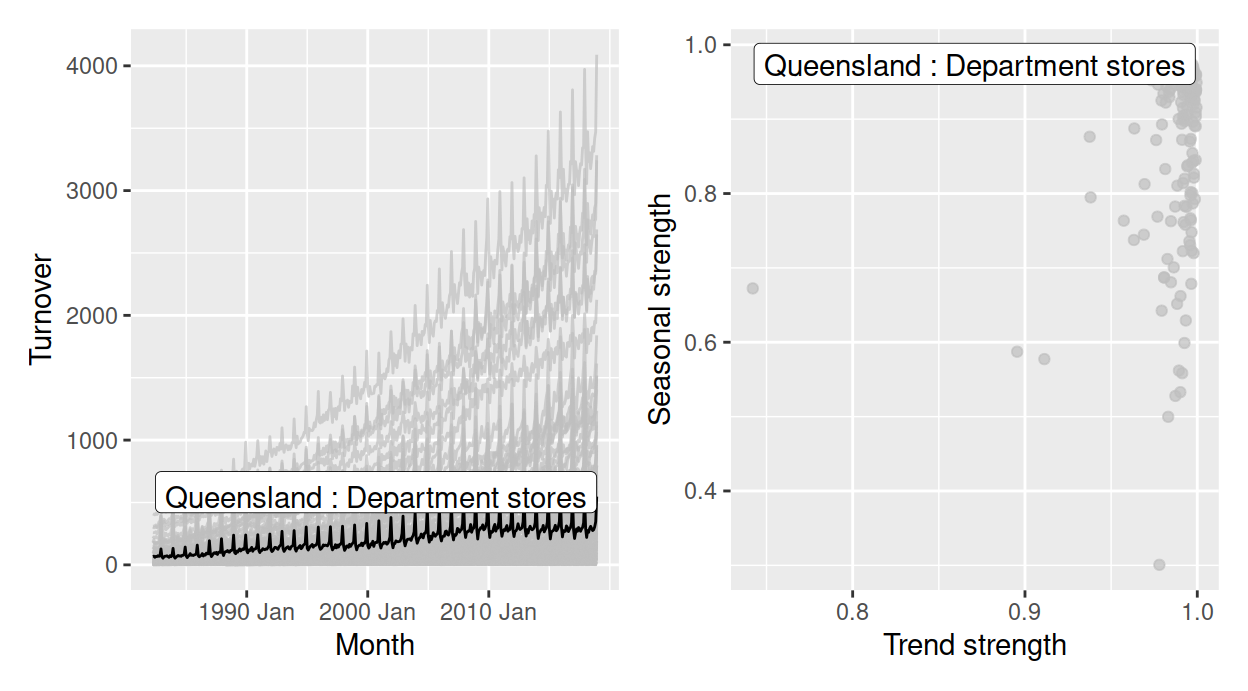 4000
3000
2000
1000
0
Turnover
Queensland : Department stores
1990 Jan
2000 Jan
2010 Jan
Month
1.0
0.8
0.6
0.4
Seasonal strength
Queensland : Department stores
0.8
0.9
1.0
Trend strength